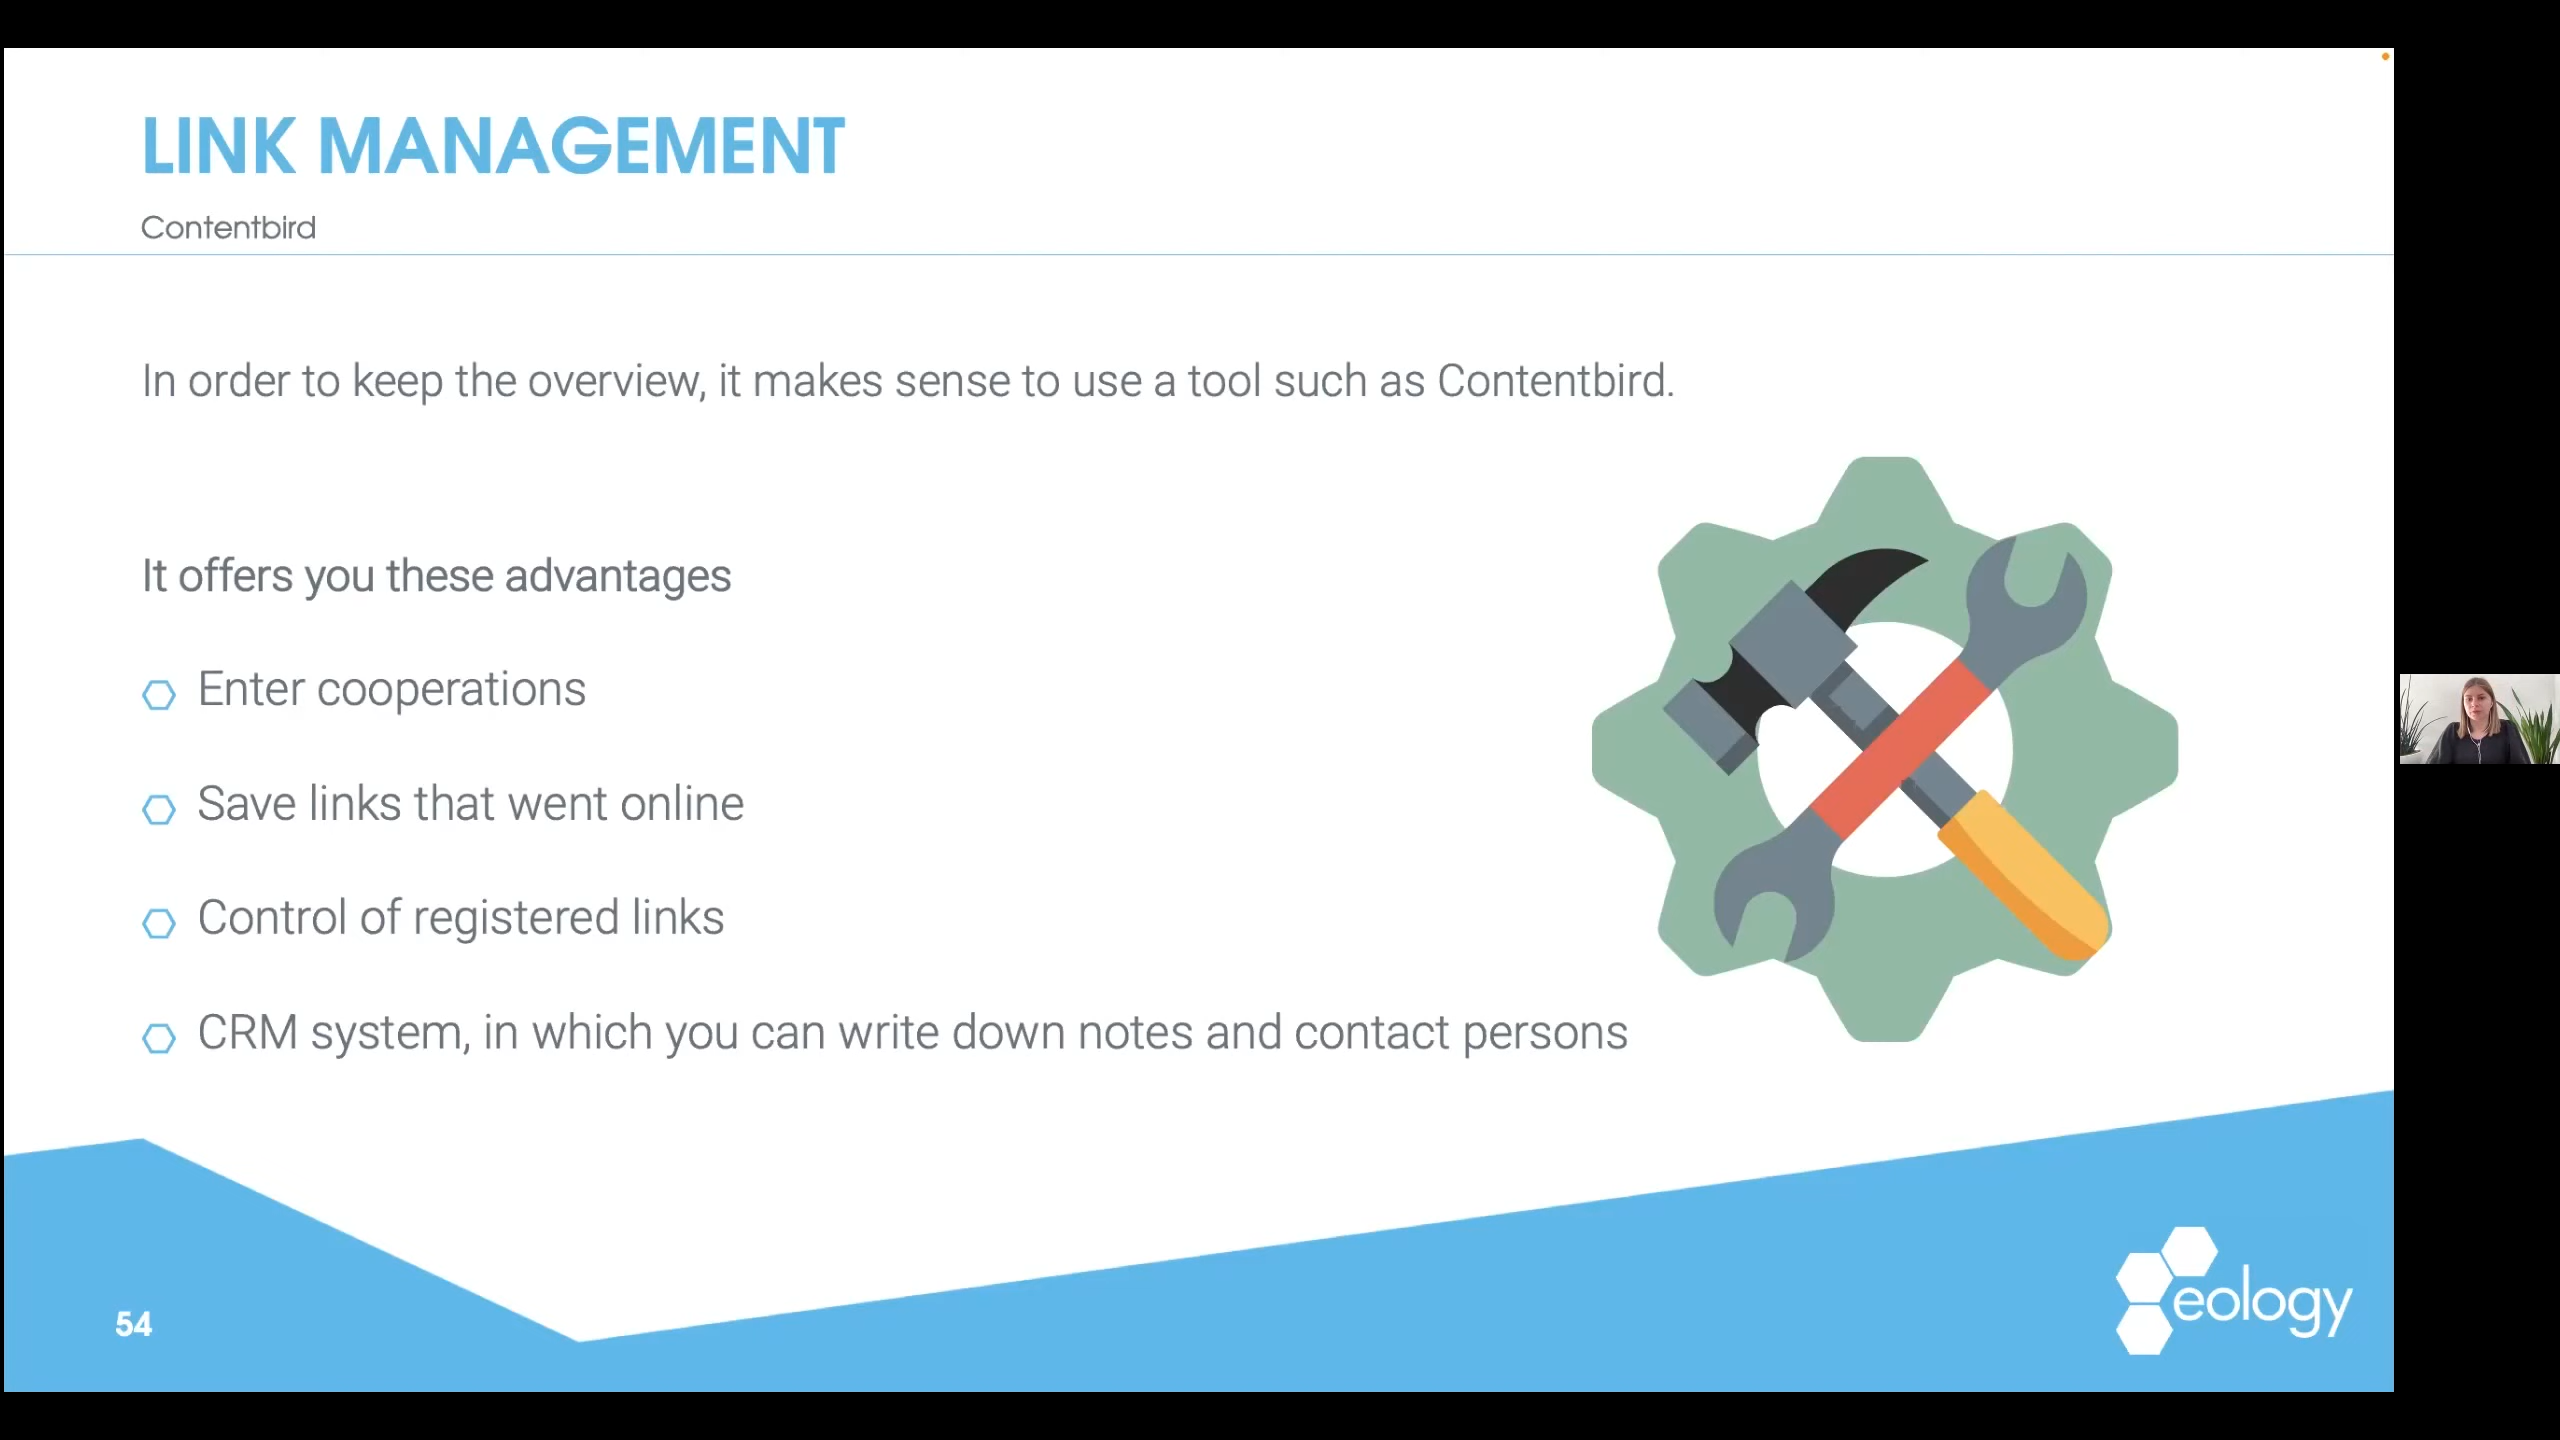 LINK MANAGEMENT
Contentbird
In order to keep the overview, it makes sense to use a tool such as Contentbird.
It offers you these advantages
Enter cooperations
Save links that went online
Control of registered links
CRM system, in which you can write down notes and contact persons
54
eology